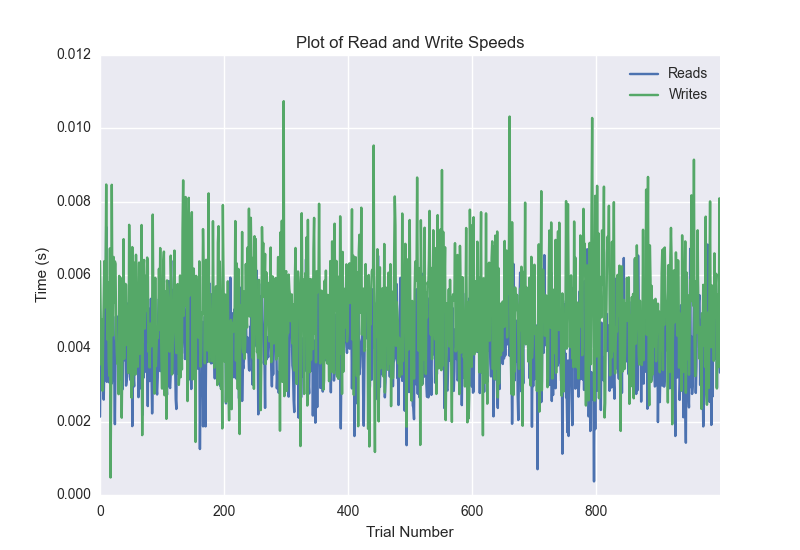 Plot of Read and Write Speeds
0.012
0.010
0.008
0.006
0.004
0.002
0.000
Time (s)
Reads
Writes
0
200
400
600
800
Trial Number